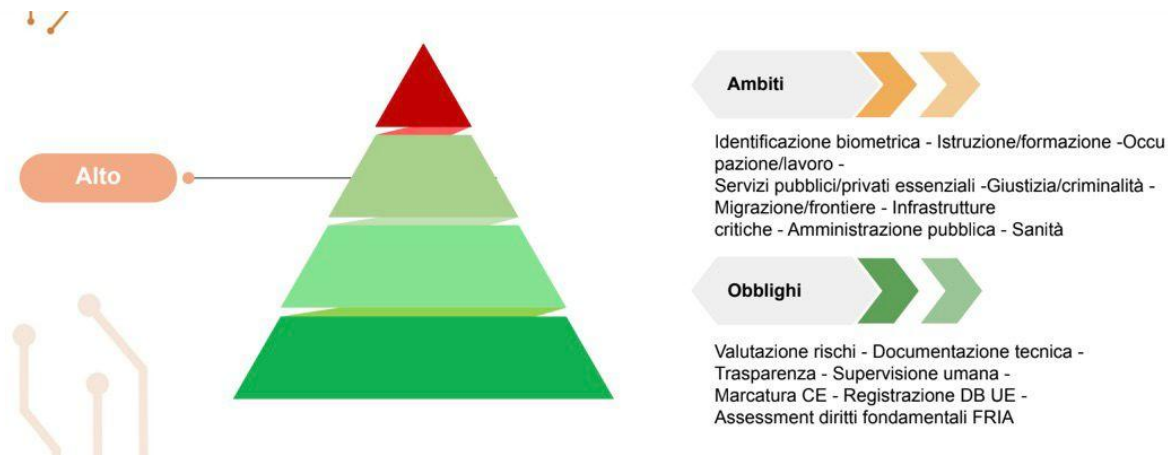 Alto
Ambiti
Identificazione biometrica - Istruzione/formazione -Occu
pazione/lavoro -
Servizi pubblici/privati essenziali -Giustizia/criminalità -
Migrazione/frontiere - Infrastrutture
critiche - Amministrazione pubblica - Sanità
Obblighi
Valutazione rischi - Documentazione tecnica -
Trasparenza - Supervisione umana -
Marcatura CE - Registrazione DB UE -
Assessment diritti fondamentali FRIA